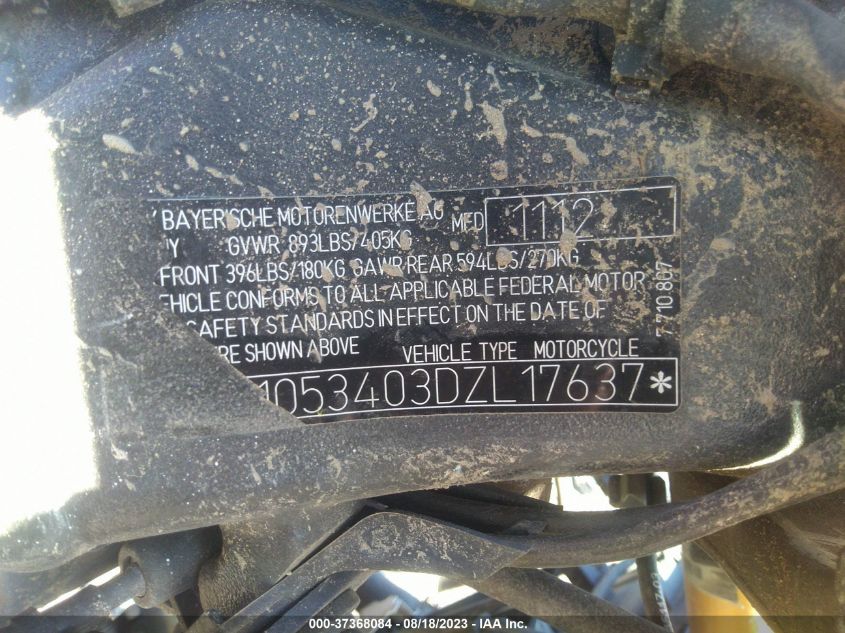 BAYERISCHE MOTORENWERKE AG MFD 1112
Y GVWR 893LBS/405KG
FRONT 396LBS/180KG GAWR REAR 594LBS/270KG
EHICLE CONFORMS TO ALL APPLICABLE FEDERAL MOTOR
SAFETY STANDARDS IN EFFECT ON THE DATE OF
RE SHOWN ABOVE VEHICLE TYPE MOTORCYCLE
1053403DZL17637*
7 710 807
000-37368084 - 08/18/2023 - IAA Inc.